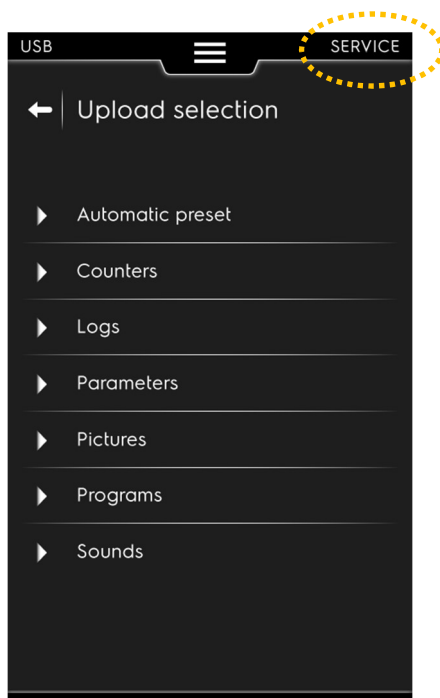 USB SERVICE
Upload selection
Automatic preset
Counters
Logs
Parameters
Pictures
Programs
Sounds